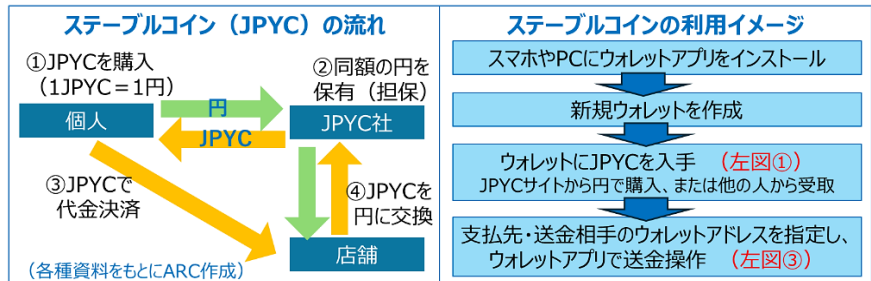 ステーブルコイン（JPYC）の流れ
①JPYCを購入
（1JPYC＝1円）
②同額の円を
保有（担保）
円
個人
JPYC社
JPYC
③JPYCで
代金決済
④JPYCを
円に交換
店舗
（各種資料をもとにARC作成）
ステーブルコインの利用イメージ
スマホやPCにウォレットアプリをインストール
新規ウォレットを作成
ウォレットにJPYCを入手　（左図①）
JPYCサイトから円で購入、または他の人から受取
支払先・送金相手のウォレットアドレスを指定し、
ウォレットアプリで送金操作　（左図③）